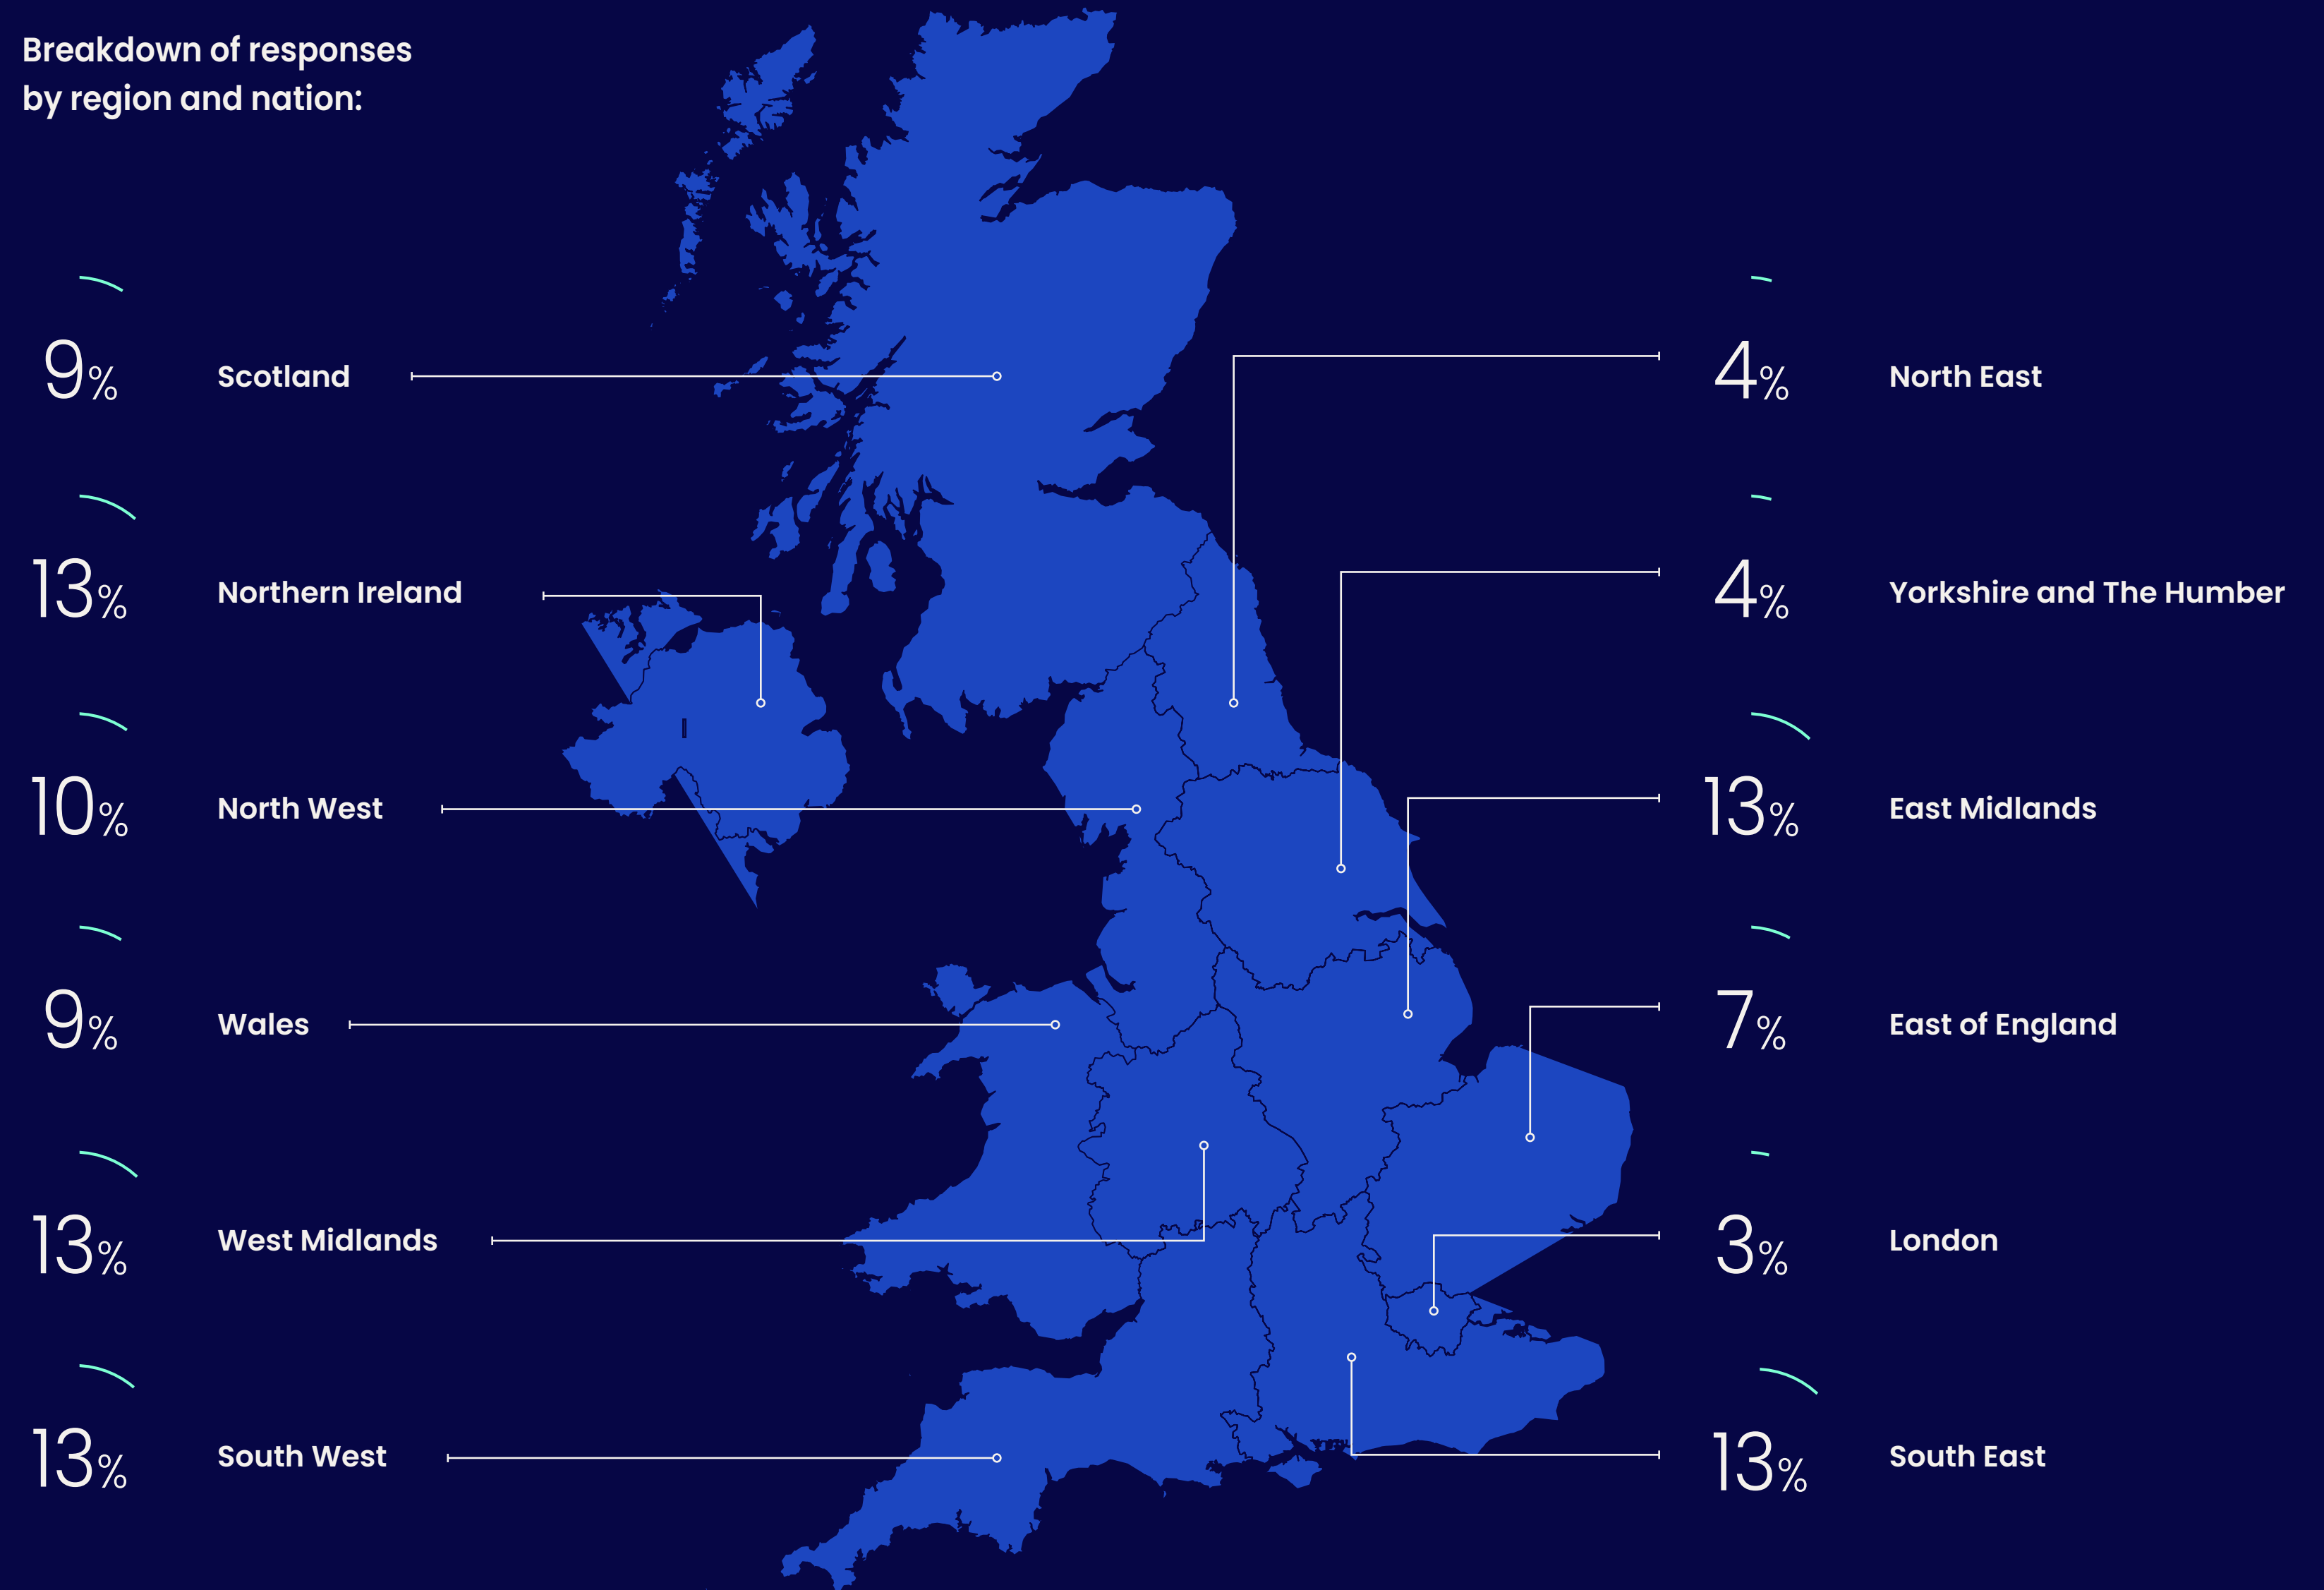 Breakdown of responses
by region and nation:
9% Scotland
13% Northern Ireland
10% North West
9% Wales
13% West Midlands
13% South West
4% North East
4% Yorkshire and The Humber
13% East Midlands
7% East of England
3% London
13% South East